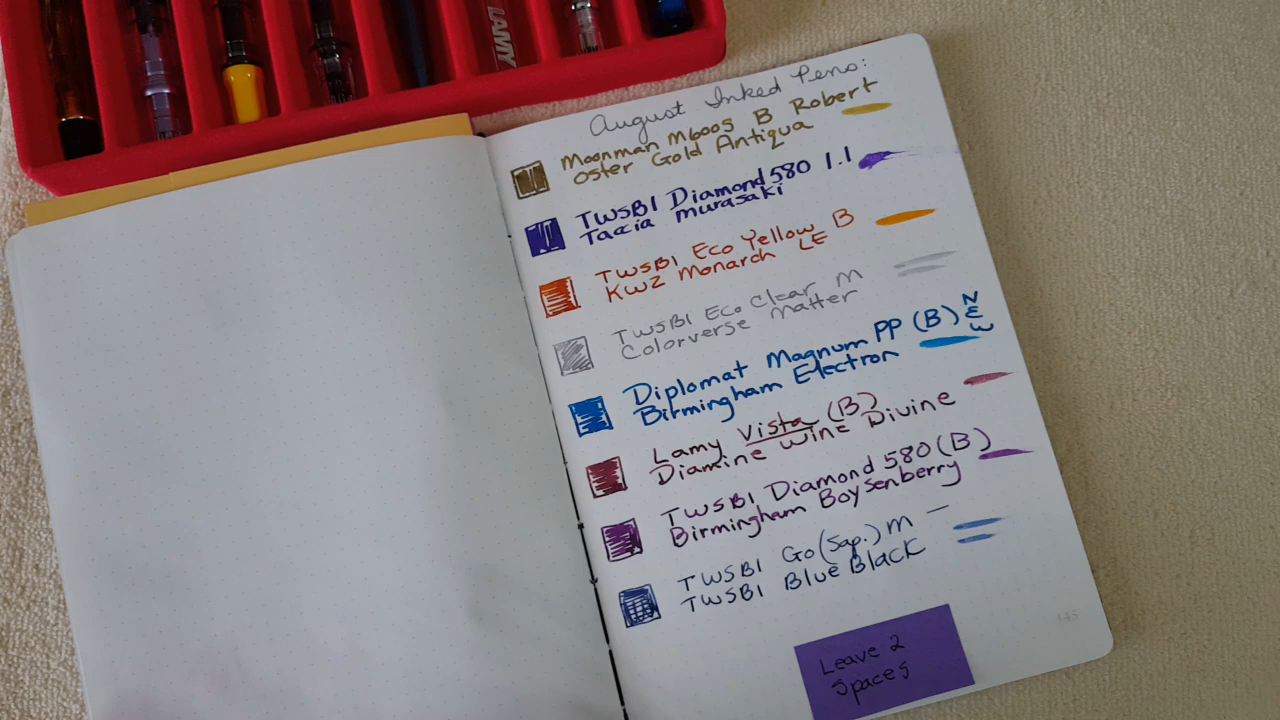 LAMY
August Inked Pens:
Moonman M600S B Robert
Oster Gold Antiqua
TWSBI Diamond 580 1.1
Taccia Murasaki
TWSBI Eco Yellow B
KWZ Monarch LE
TWSBI Eco Clear M
Colorverse Matter
Diplomat Magnum PP (B) NEW
Birmingham Electron
Lamy Vista (B)
Diamine Wine Divine
TWSBI Diamond 580 (B)
Birmingham Boysenberry
TWSBI Go (Sap.) M –
TWSBI Blue Black
Leave 2
Spaces